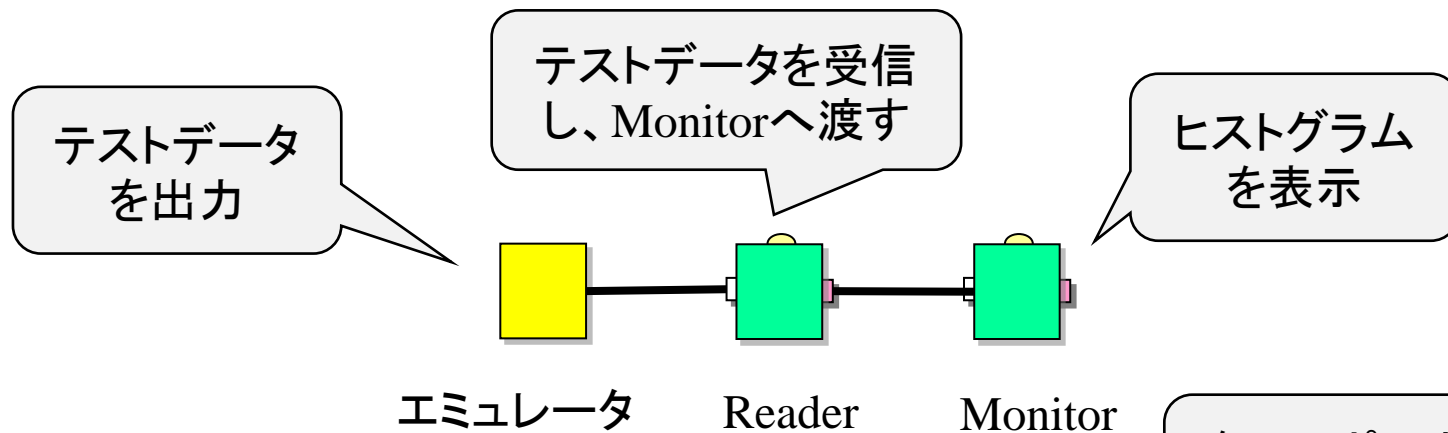 テストデータを受信
し、Monitorへ渡す
テストデータ
を出力
ヒストグラム
を表示
エミュレータ
Reader
Monitor